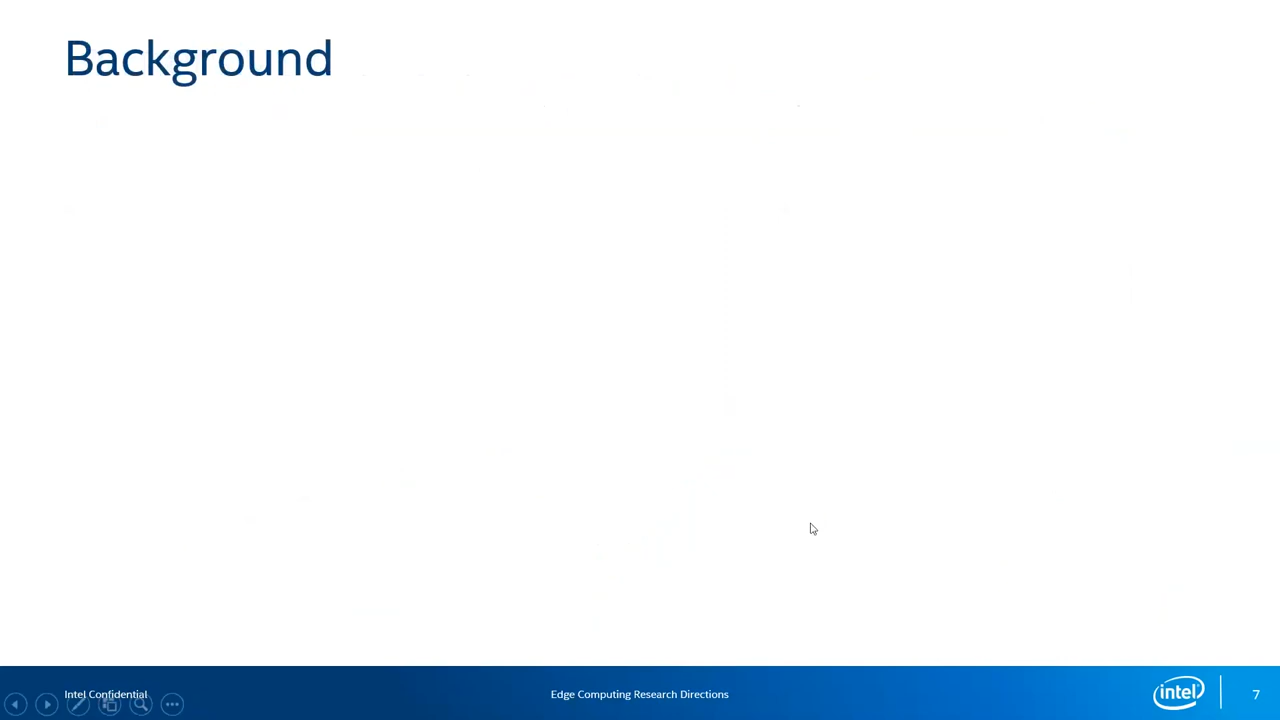 Background
Intel Confidential
Edge Computing Research Directions
intel
7